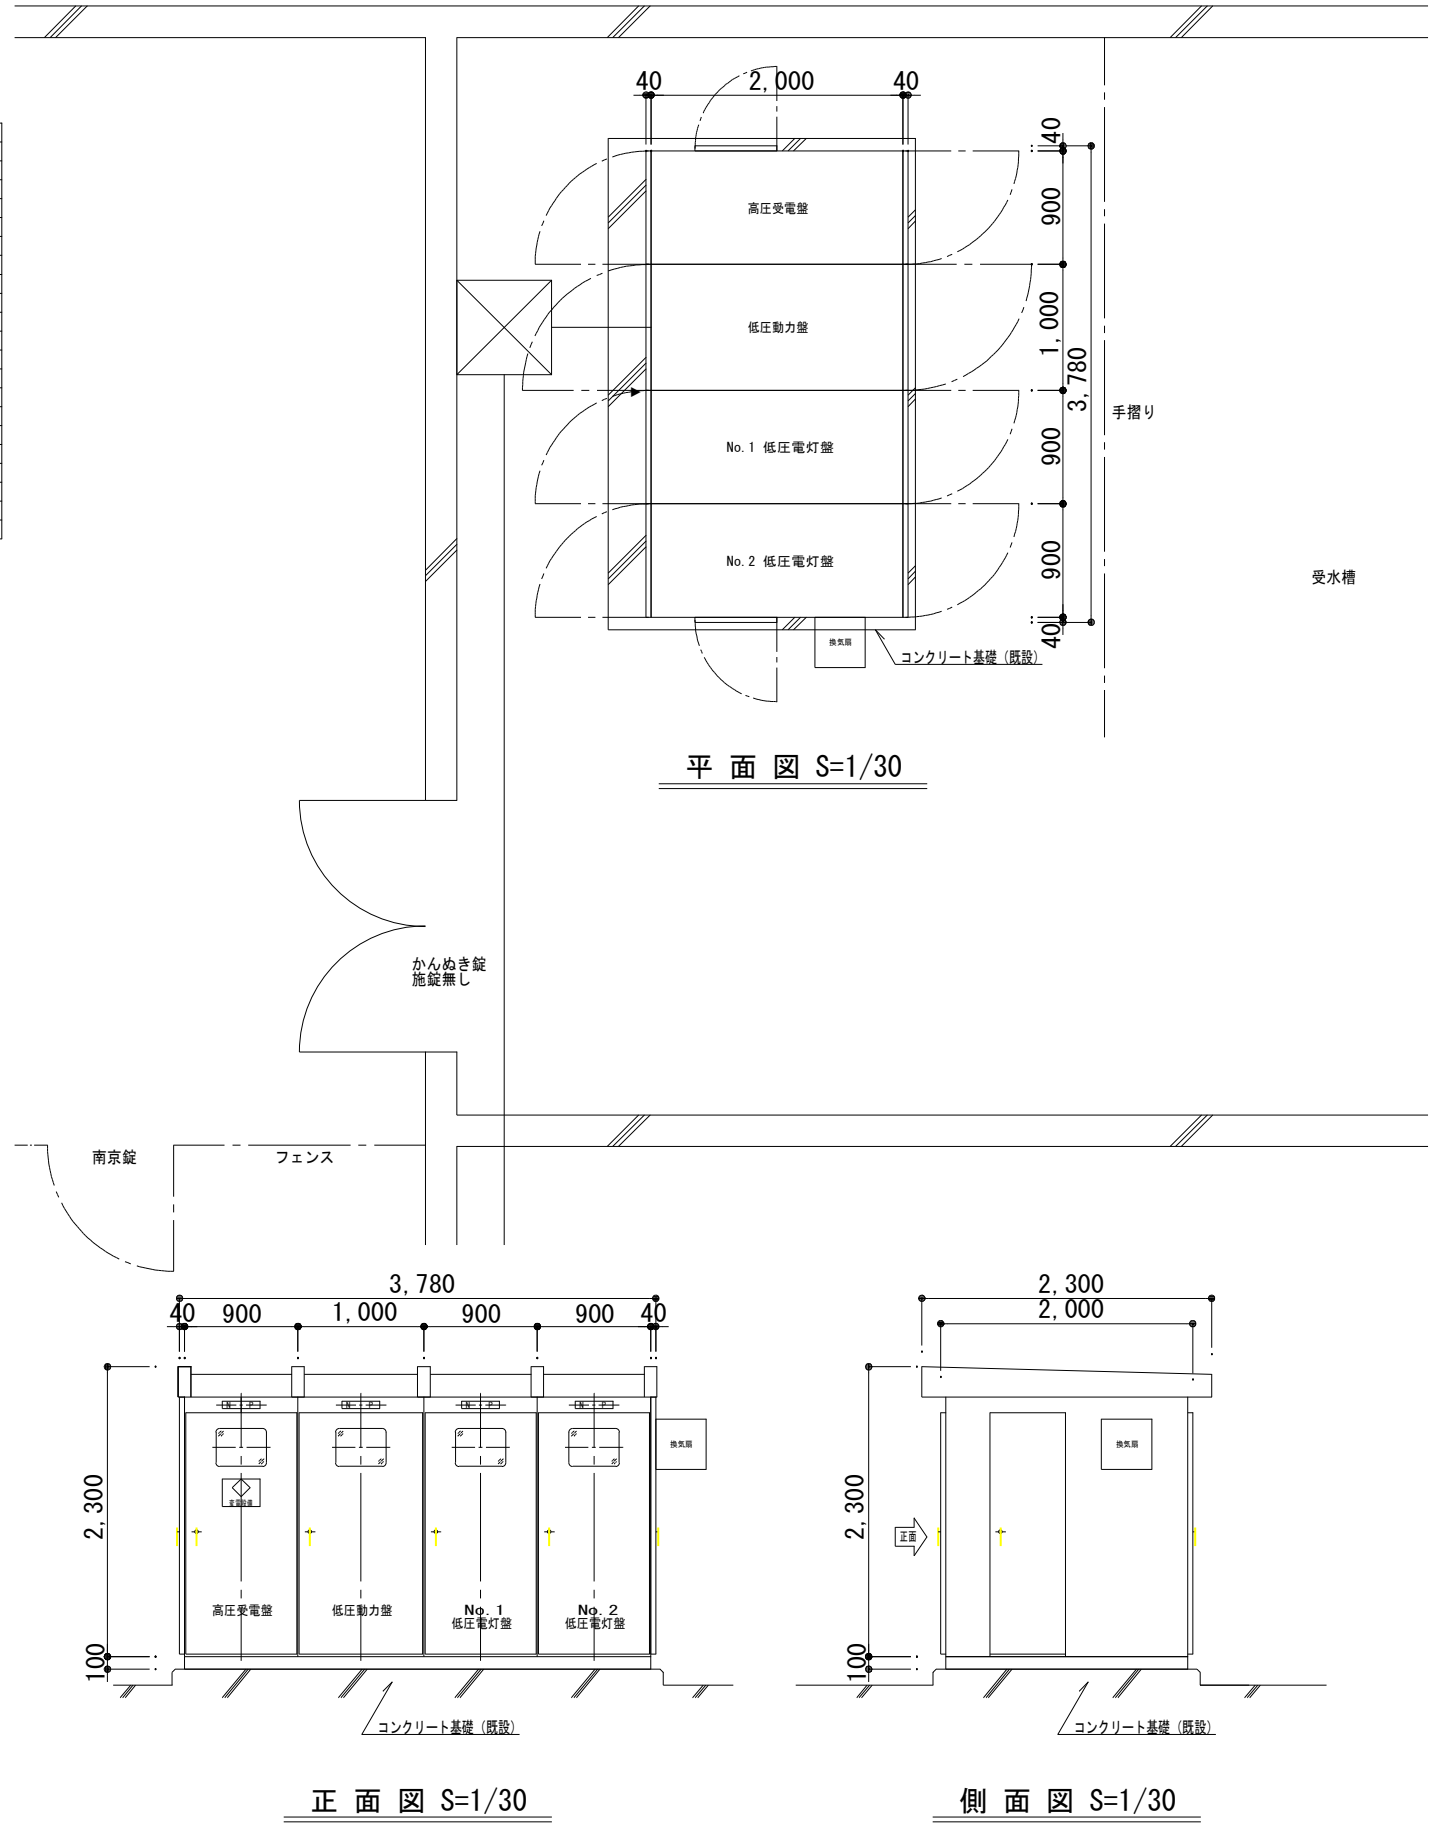 40 2,000 40
40
900
1,000
900
900
40
3,780
高圧受電盤
低圧動力盤
No.1 低圧電灯盤
No.2 低圧電灯盤
換気扇
コンクリート基礎(既設)
手摺り
受水槽
平面図 S=1/30
かんぬき錠
施錠無し
南京錠
フェンス
3,780
40 900 1,000 900 900 40
2,300
100
N P
N P
N P
N P
換気扇
変電設備
高圧受電盤
低圧動力盤
No.1
低圧電灯盤
No.2
低圧電灯盤
コンクリート基礎(既設)
正面図 S=1/30
2,300
2,000
2,300
100
換気扇
正面
コンクリート基礎(既設)
側面図 S=1/30